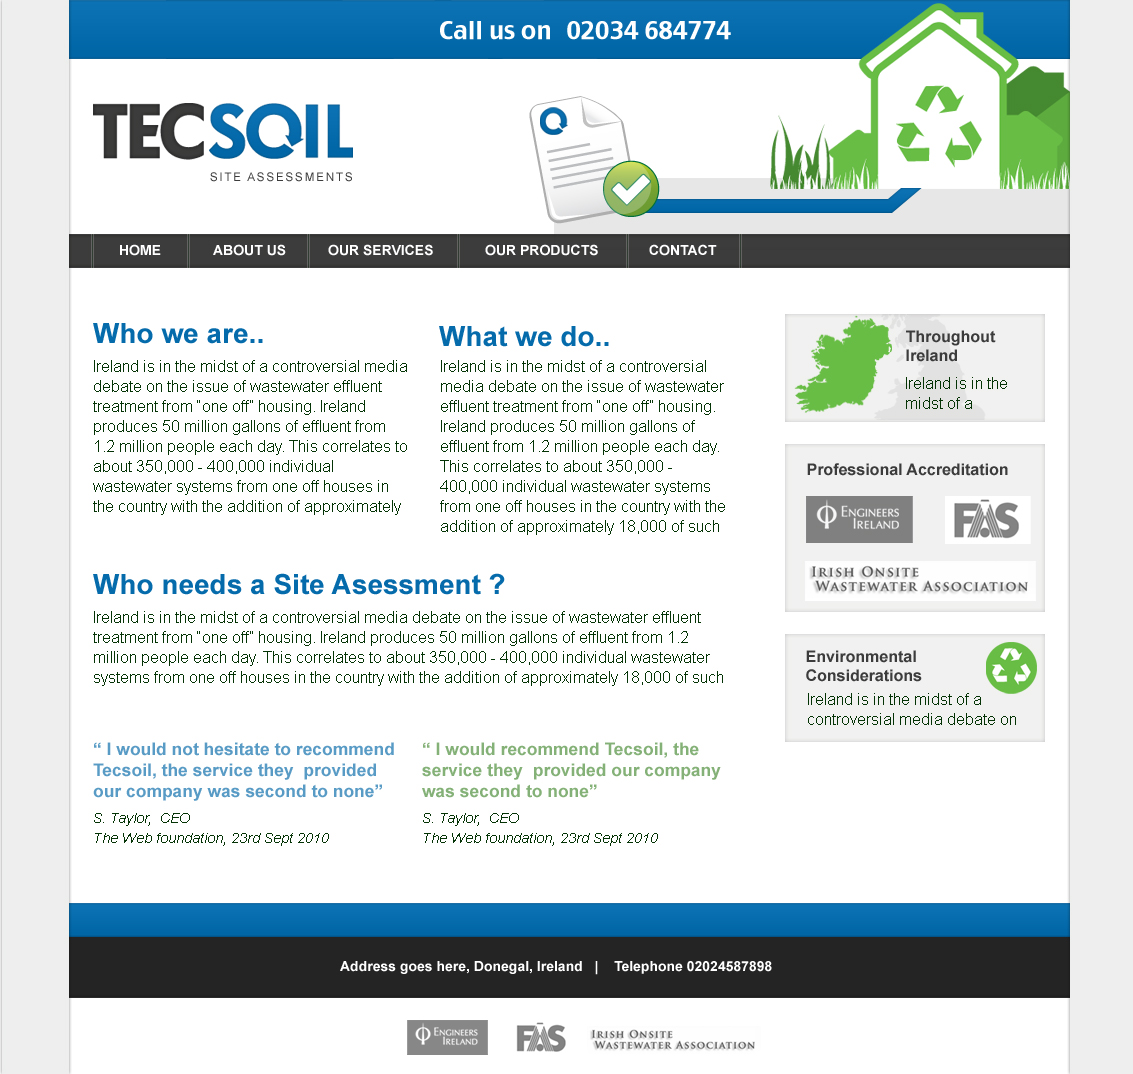 Call us on 02034 684774
TECSOIL
SITE ASSESSMENTS
HOME
ABOUT US
OUR SERVICES
OUR PRODUCTS
CONTACT
Who we are..
Ireland is in the midst of a controversial media
debate on the issue of wastewater effluent
treatment from "one off" housing. Ireland
produces 50 million gallons of effluent from
1.2 million people each day. This correlates to
about 350,000 - 400,000 individual
wastewater systems from one off houses in
the country with the addition of approximately
What we do..
Ireland is in the midst of a controversial
media debate on the issue of wastewater
effluent treatment from "one off" housing.
Ireland produces 50 million gallons of
effluent from 1.2 million people each day.
This correlates to about 350,000 -
400,000 individual wastewater systems
from one off houses in the country with the
addition of approximately 18,000 of such
Who needs a Site Asessment ?
Ireland is in the midst of a controversial media debate on the issue of wastewater effluent
treatment from "one off" housing. Ireland produces 50 million gallons of effluent from 1.2
million people each day. This correlates to about 350,000 - 400,000 individual wastewater
systems from one off houses in the country with the addition of approximately 18,000 of such
“ I would not hesitate to recommend
Tecsoil, the service they provided
our company was second to none”
S. Taylor, CEO
The Web foundation, 23rd Sept 2010
“ I would recommend Tecsoil, the
service they provided our company
was second to none”
S. Taylor, CEO
The Web foundation, 23rd Sept 2010
Throughout
Ireland
Ireland is in the
midst of a
Professional Accreditation
ENGINEERS
IRELAND
FÁS
IRISH ONSITE
WASTEWATER ASSOCIATION
Environmental
Considerations
Ireland is in the midst of a
controversial media debate on
Address goes here, Donegal, Ireland | Telephone 02024587898
ENGINEERS
IRELAND
FÁS
IRISH ONSITE
WASTEWATER ASSOCIATION